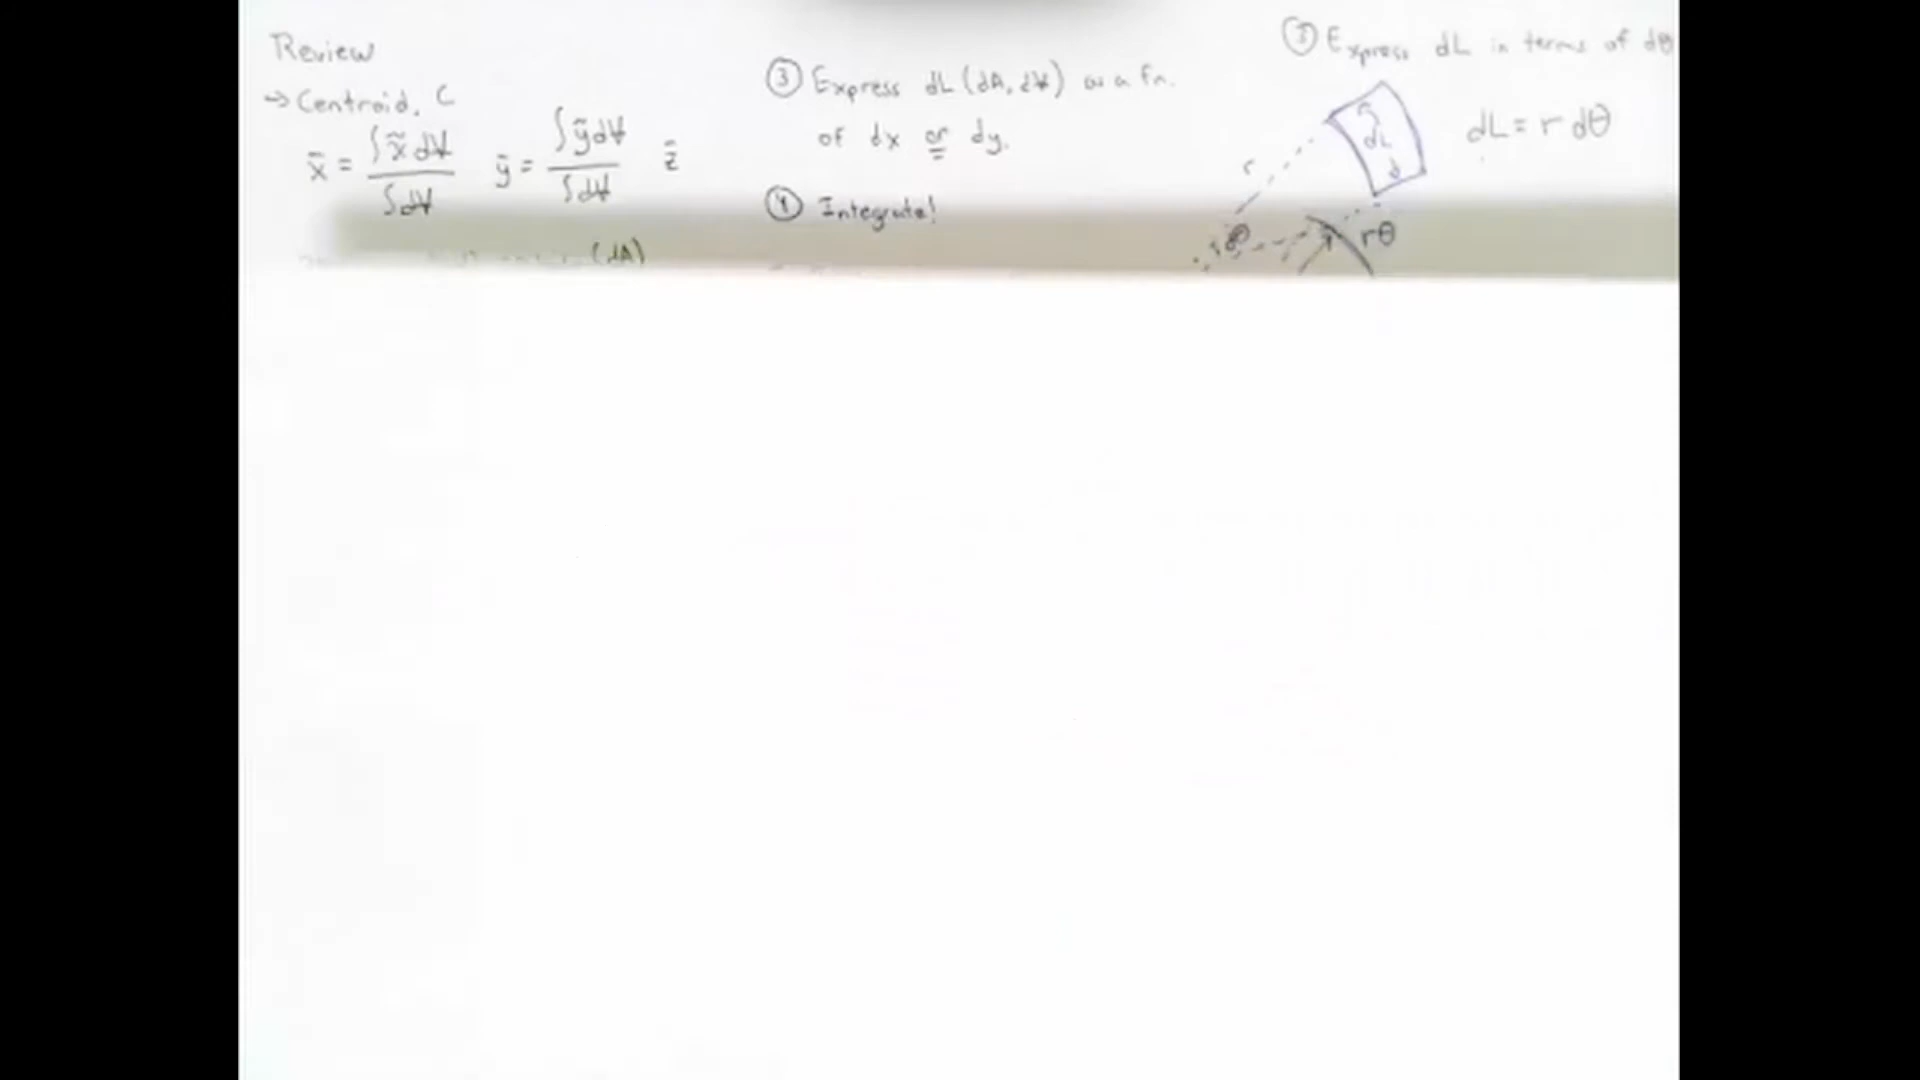 Review
→ Centroid, C
x̄ = ∫x̃ dV / ∫dV   ȳ = ∫ỹ dV / ∫dV   z̄
(dA)
③ Express dL (dA, dV) as a fn.
of dx or dy.
④ Integrate!
Express dL in terms of dθ
dL
dL = r dθ
r
θ
rθ